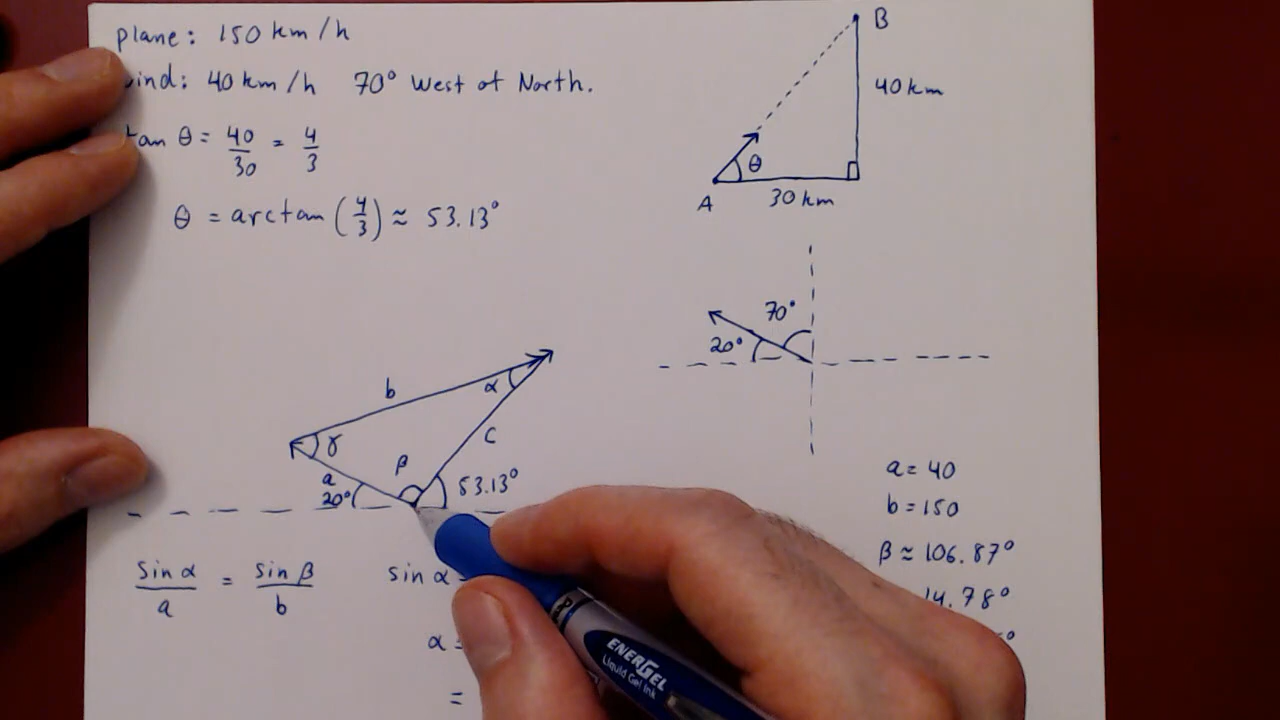 plane: 150 km/h
wind: 40 km/h 70° West of North.
tan θ = 40/30 = 4/3
θ = arctan (4/3) ≈ 53.13°
B
40 km
θ
A
30 km
70°
20°
b
α
γ
c
β
a
20°
53.13°
a = 40
b = 150
β ≈ 106.87°
14.78°
°
sin α / a = sin β / b
sin α =
α =
=
ENERGEL
Liquid Gel Ink